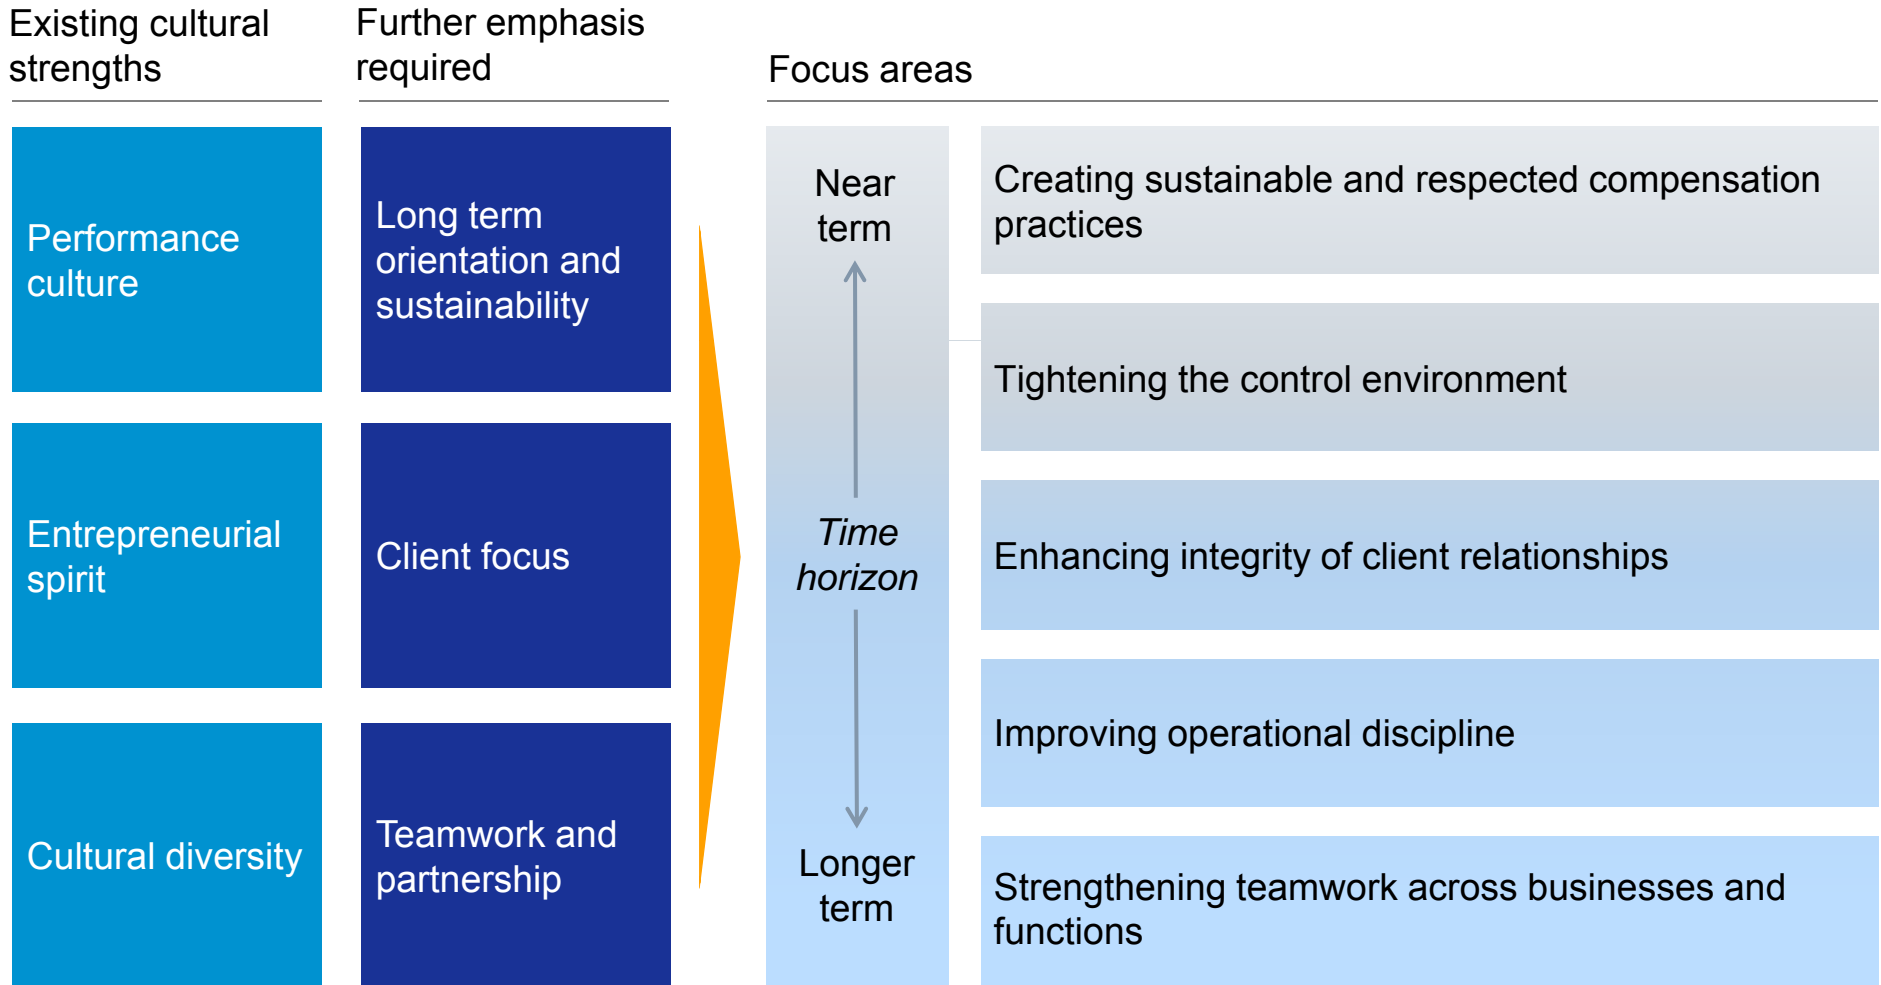 Existing cultural
strengths
Further emphasis
required
Focus areas
Performance
culture
Long term
orientation and
sustainability
Entrepreneurial
spirit
Client focus
Cultural diversity
Teamwork and
partnership
Near
term
Time
horizon
Longer
term
Creating sustainable and respected compensation
practices
Tightening the control environment
Enhancing integrity of client relationships
Improving operational discipline
Strengthening teamwork across businesses and
functions